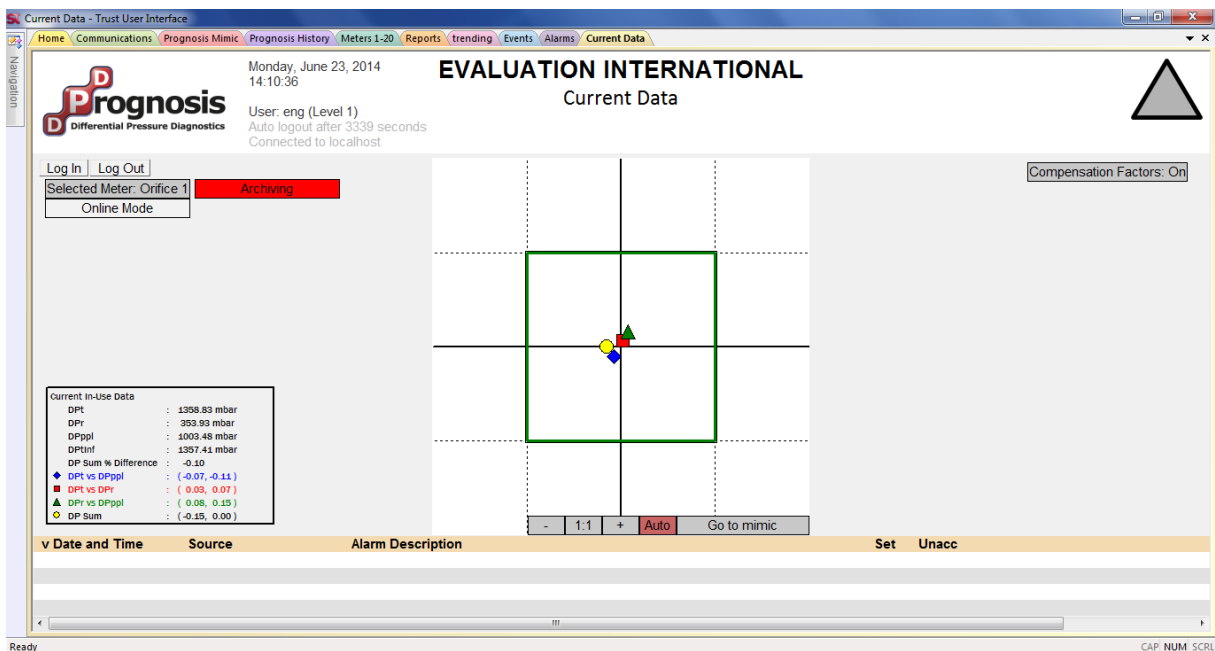 Current Data - Trust User Interface
Home Communications Prognosis Mimic Prognosis History Meters 1-20 Reports trending Events Alarms Current Data
Navigation
D Prognosis D
Differential Pressure Diagnostics
Monday, June 23, 2014
14:10:36
User: eng (Level 1)
Auto logout after 3339 seconds
Connected to localhost
EVALUATION INTERNATIONAL
Current Data
Log In Log Out
Selected Meter: Orifice 1 Archiving
Online Mode
Compensation Factors: On
Current In-Use Data
DPt : 1358.83 mbar
DPr : 353.93 mbar
DPppl : 1003.48 mbar
DPtinf : 1357.41 mbar
DP Sum % Difference : -0.10
DPt vs DPppl : (-0.07, -0.11)
DPt vs DPr : ( 0.03, 0.07)
DPr vs DPppl : ( 0.08, 0.15)
DP Sum : (-0.15, 0.00)
- 1:1 + Auto Go to mimic
v Date and Time Source Alarm Description Set Unacc
Ready CAP NUM SCRL